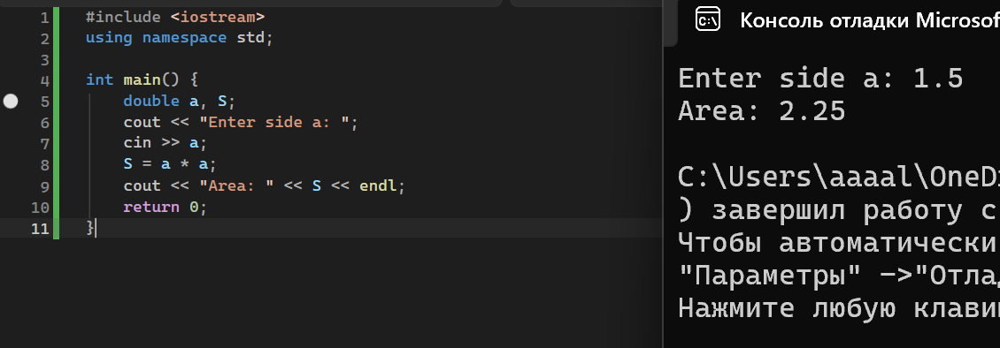 1 #include <iostream>
2 using namespace std;
3
4 int main() {
5 double a, S;
6 cout << "Enter side a: ";
7 cin >> a;
8 S = a * a;
9 cout << "Area: " << S << endl;
10 return 0;
11 }
C:\ Консоль отладки Microsof
Enter side a: 1.5
Area: 2.25
C:\Users\aaaal\OneD
) завершил работу с
Чтобы автоматически
"Параметры" ->"Отла
Нажмите любую клави